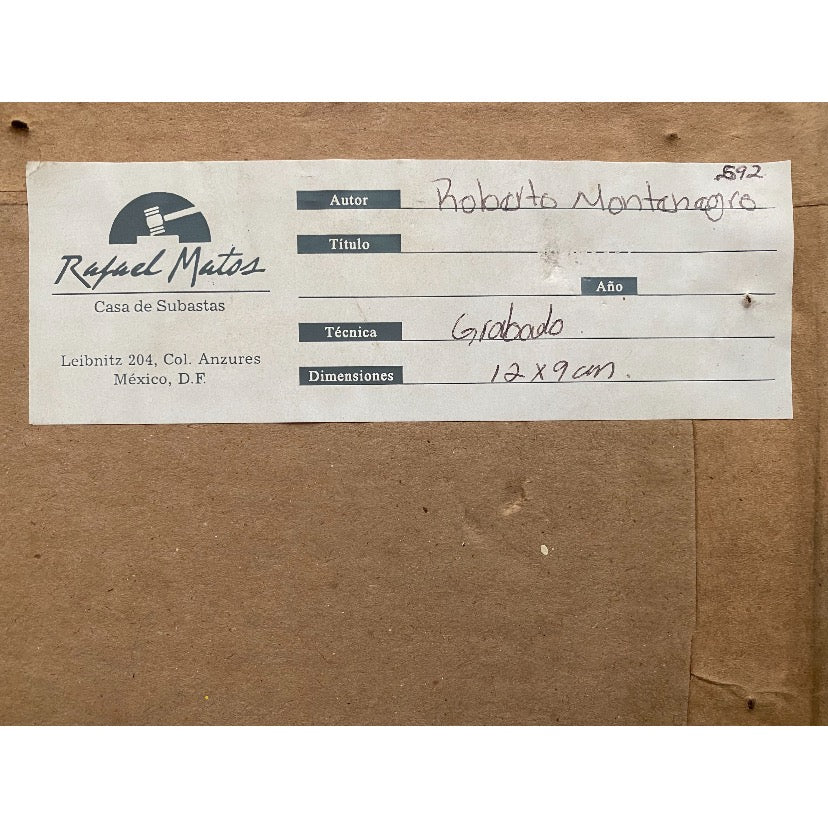 592
Autor Roberto Montenegro
Título
Rafael Matos
Casa de Subastas
Año
Técnica Grabado
Leibnitz 204, Col. Anzures
México, D.F.
Dimensiones 12 x 9 cm.